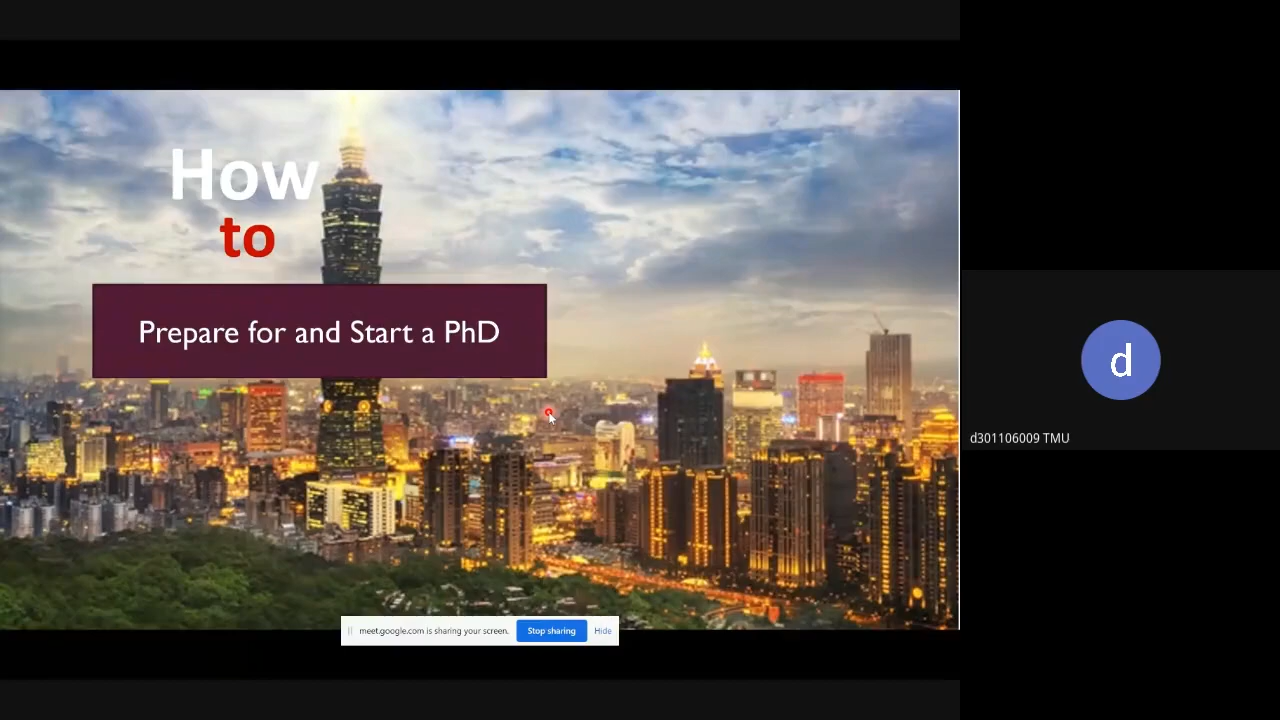 How
to
Prepare for and Start a PhD
d
d301106009 TMU
meet.google.com is sharing your screen.
Stop sharing
Hide